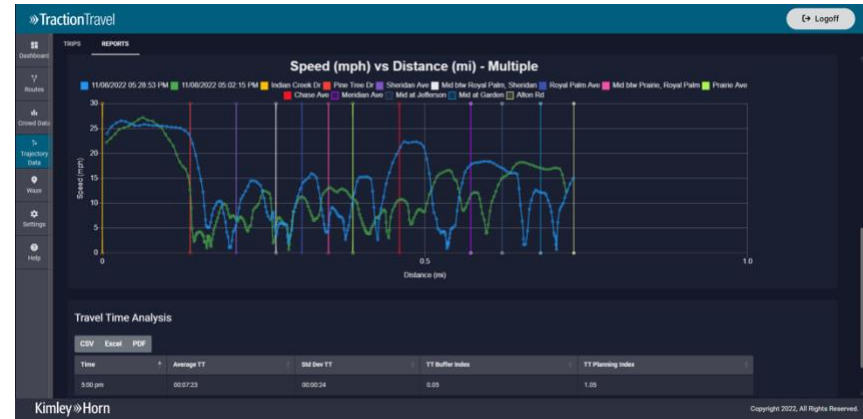 »TractionTravel
Logoff
TRIPS REPORTS
Dashboard
Routes
Crowd Data
Trajectory
Data
Waze
Settings
Help
Speed (mph) vs Distance (mi) - Multiple
11/08/2022 05:28:53 PM 11/08/2022 05:02:15 PM Indian Creek Dr Pine Tree Dr Sheridan Ave Mid btw Royal Palm, Sheridan Royal Palm Ave Mid btw Prairie, Royal Palm Prairie Ave
Chase Ave Meridian Ave Mid at Jefferson Mid at Garden Alton Rd
30
25
20
15
10
5
0
Speed (mph)
0 0.5 1.0
Distance (mi)
Travel Time Analysis
CSV Excel PDF
Time Average TT Std Dev TT TT Buffer Index TT Planning Index
5:00 pm 00:07:23 00:00:24 0.05 1.05
Kimley»Horn
Copyright 2022, All Rights Reserved.